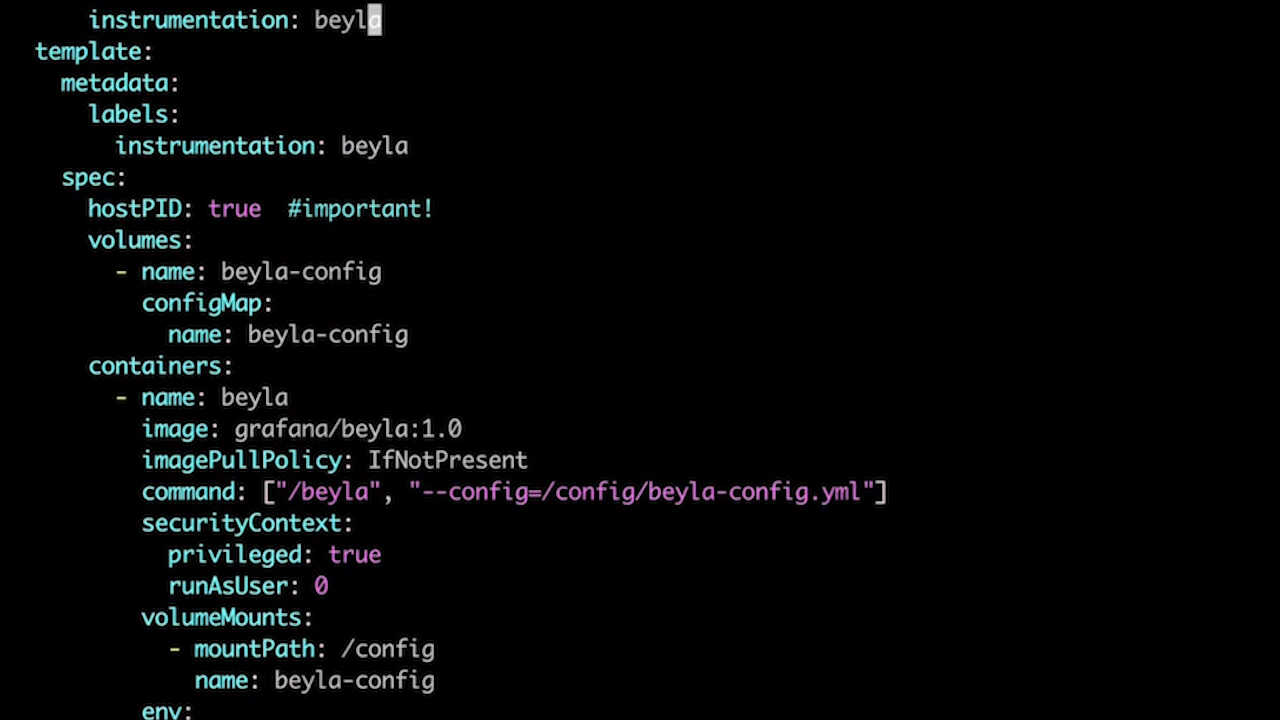 instrumentation: beyla
template:
metadata:
labels:
instrumentation: beyla
spec:
hostPID: true  #important!
volumes:
- name: beyla-config
configMap:
name: beyla-config
containers:
- name: beyla
image: grafana/beyla:1.0
imagePullPolicy: IfNotPresent
command: ["/beyla", "--config=/config/beyla-config.yml"]
securityContext:
privileged: true
runAsUser: 0
volumeMounts:
- mountPath: /config
name: beyla-config
env: